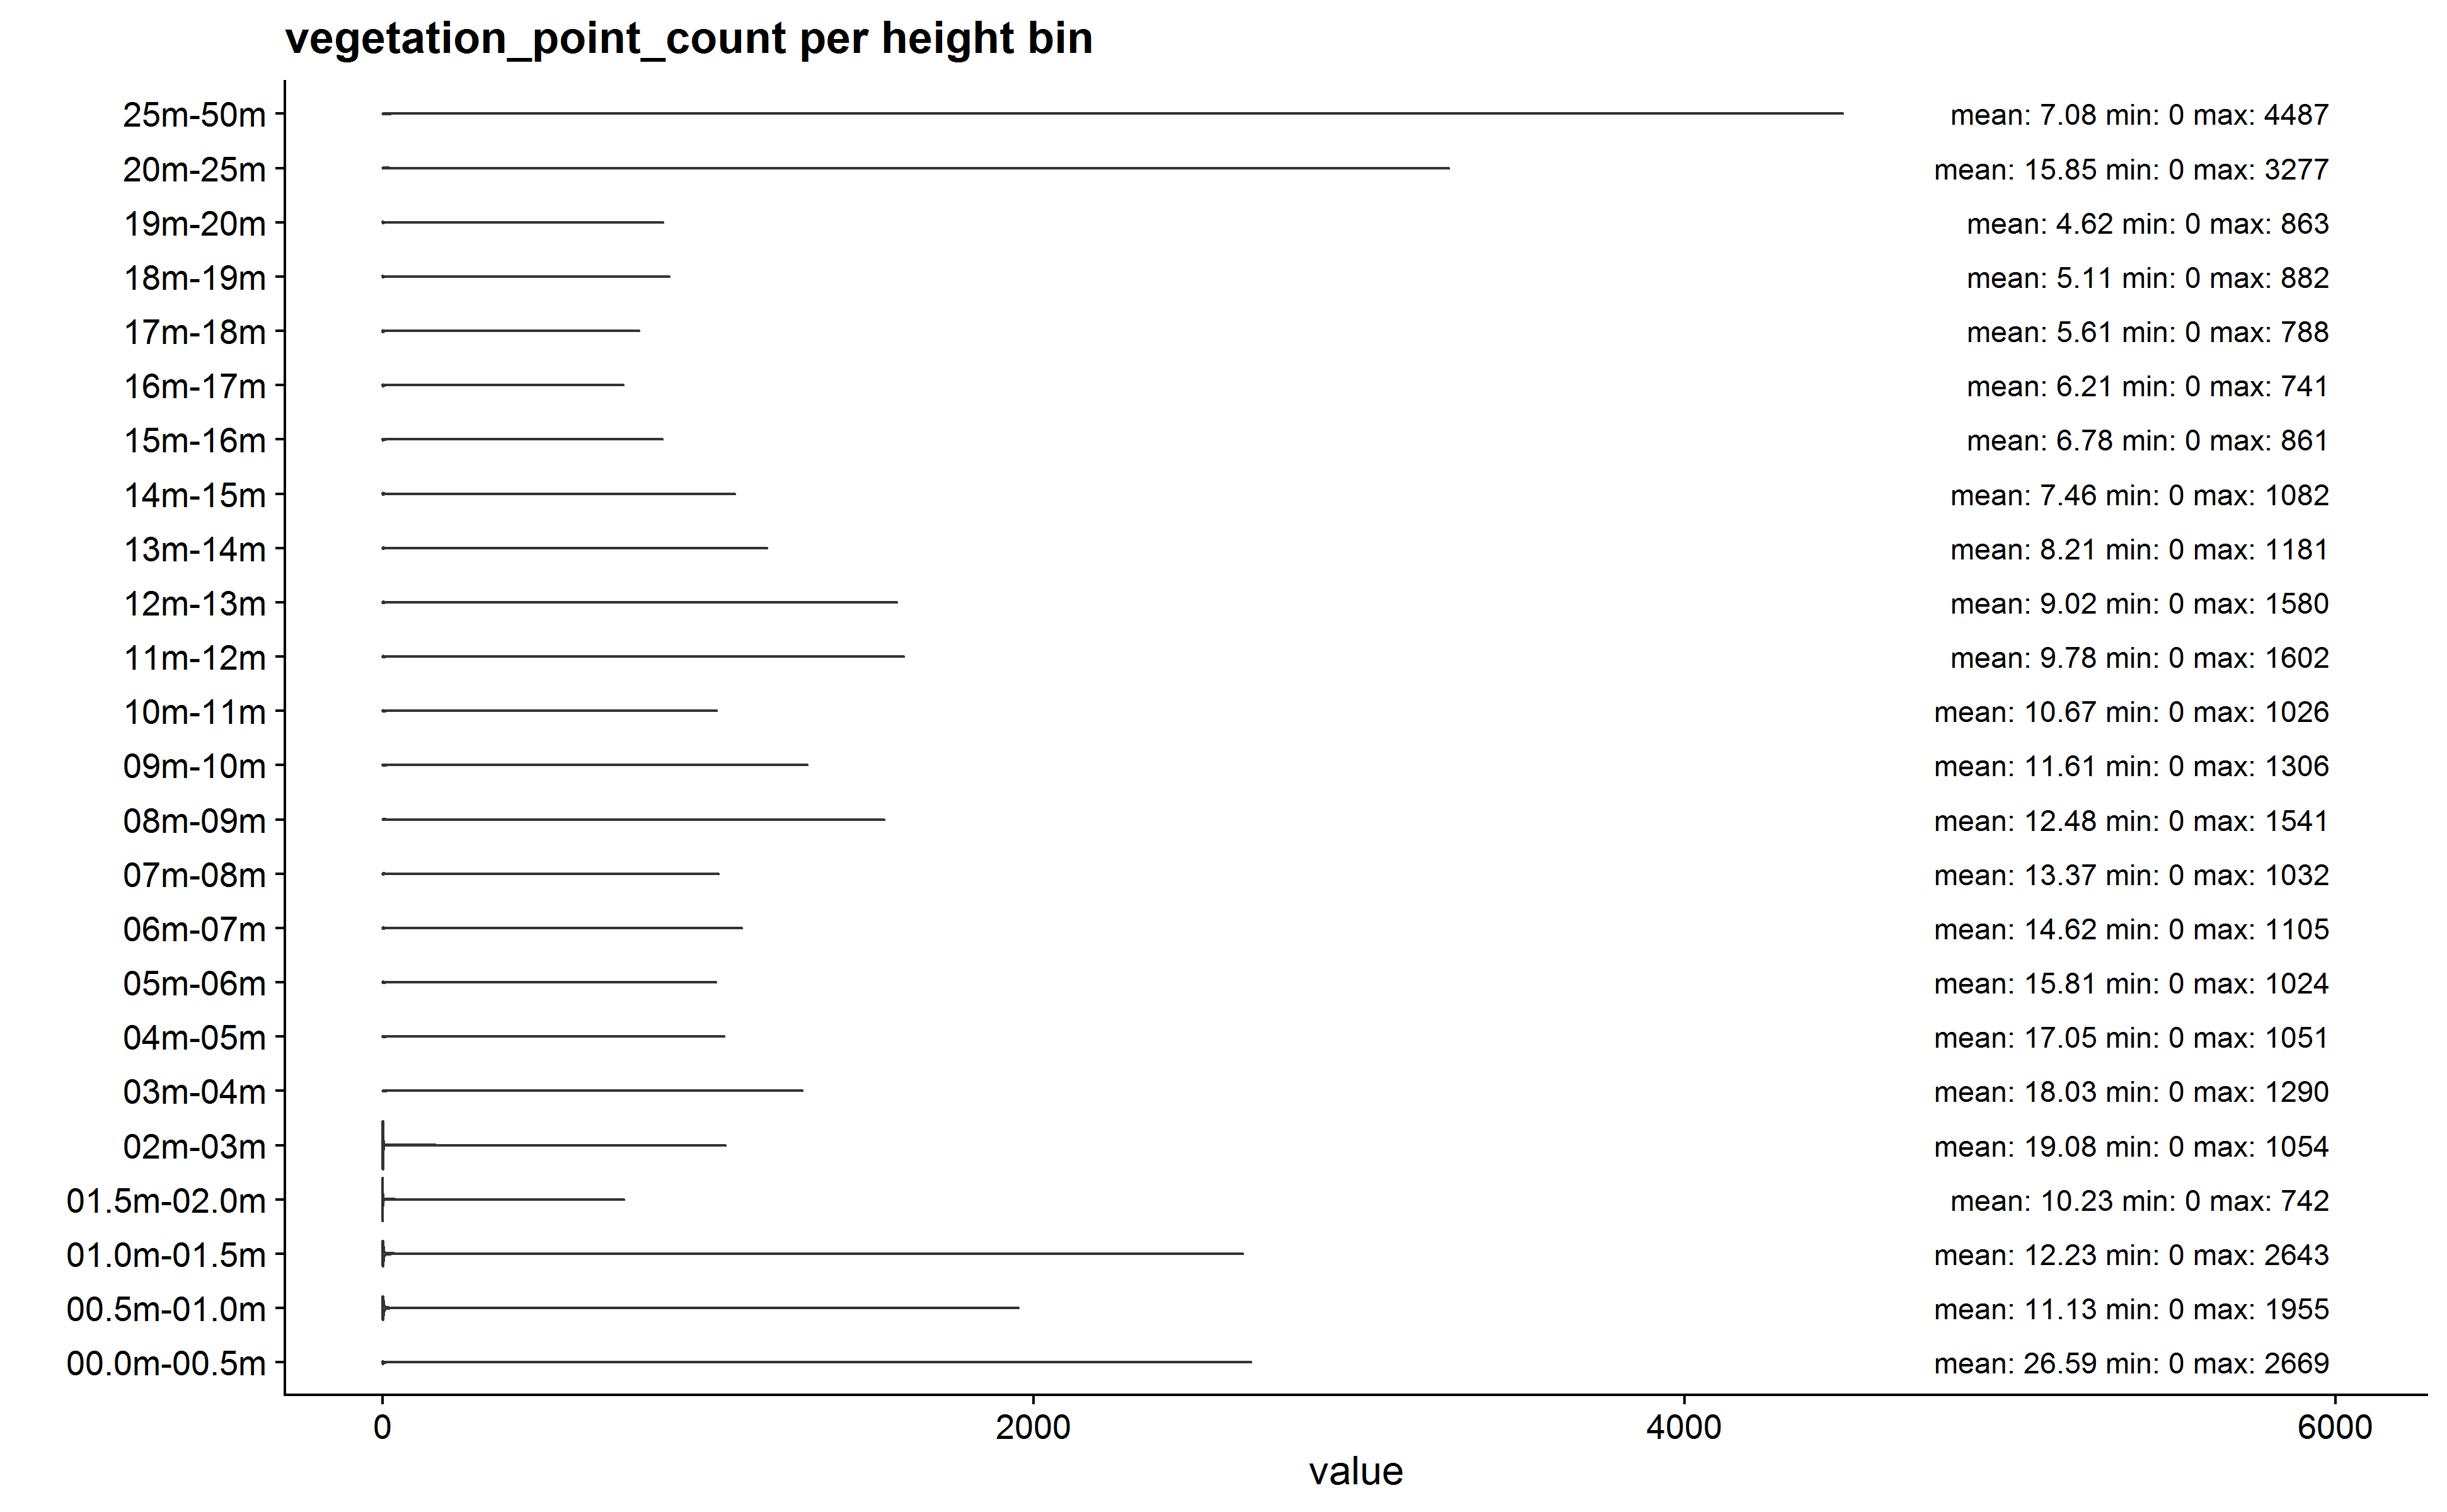 vegetation_point_count per height bin
25m-50m mean: 7.08 min: 0 max: 4487
20m-25m mean: 15.85 min: 0 max: 3277
19m-20m mean: 4.62 min: 0 max: 863
18m-19m mean: 5.11 min: 0 max: 882
17m-18m mean: 5.61 min: 0 max: 788
16m-17m mean: 6.21 min: 0 max: 741
15m-16m mean: 6.78 min: 0 max: 861
14m-15m mean: 7.46 min: 0 max: 1082
13m-14m mean: 8.21 min: 0 max: 1181
12m-13m mean: 9.02 min: 0 max: 1580
11m-12m mean: 9.78 min: 0 max: 1602
10m-11m mean: 10.67 min: 0 max: 1026
09m-10m mean: 11.61 min: 0 max: 1306
08m-09m mean: 12.48 min: 0 max: 1541
07m-08m mean: 13.37 min: 0 max: 1032
06m-07m mean: 14.62 min: 0 max: 1105
05m-06m mean: 15.81 min: 0 max: 1024
04m-05m mean: 17.05 min: 0 max: 1051
03m-04m mean: 18.03 min: 0 max: 1290
02m-03m mean: 19.08 min: 0 max: 1054
01.5m-02.0m mean: 10.23 min: 0 max: 742
01.0m-01.5m mean: 12.23 min: 0 max: 2643
00.5m-01.0m mean: 11.13 min: 0 max: 1955
00.0m-00.5m mean: 26.59 min: 0 max: 2669
0 2000 4000 6000
value